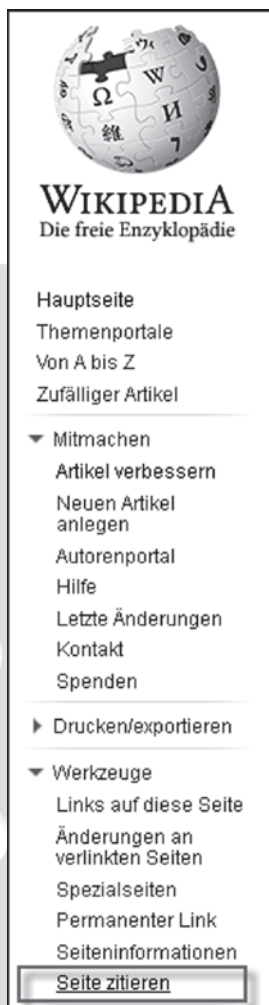 WIKIPEDIA
Die freie Enzyklopädie
Hauptseite
Themenportale
Von A bis Z
Zufälliger Artikel
Mitmachen
Artikel verbessern
Neuen Artikel
anlegen
Autorenportal
Hilfe
Letzte Änderungen
Kontakt
Spenden
Drucken/exportieren
Werkzeuge
Links auf diese Seite
Änderungen an
verlinkten Seiten
Spezialseiten
Permanenter Link
Seiteninformationen
Seite zitieren